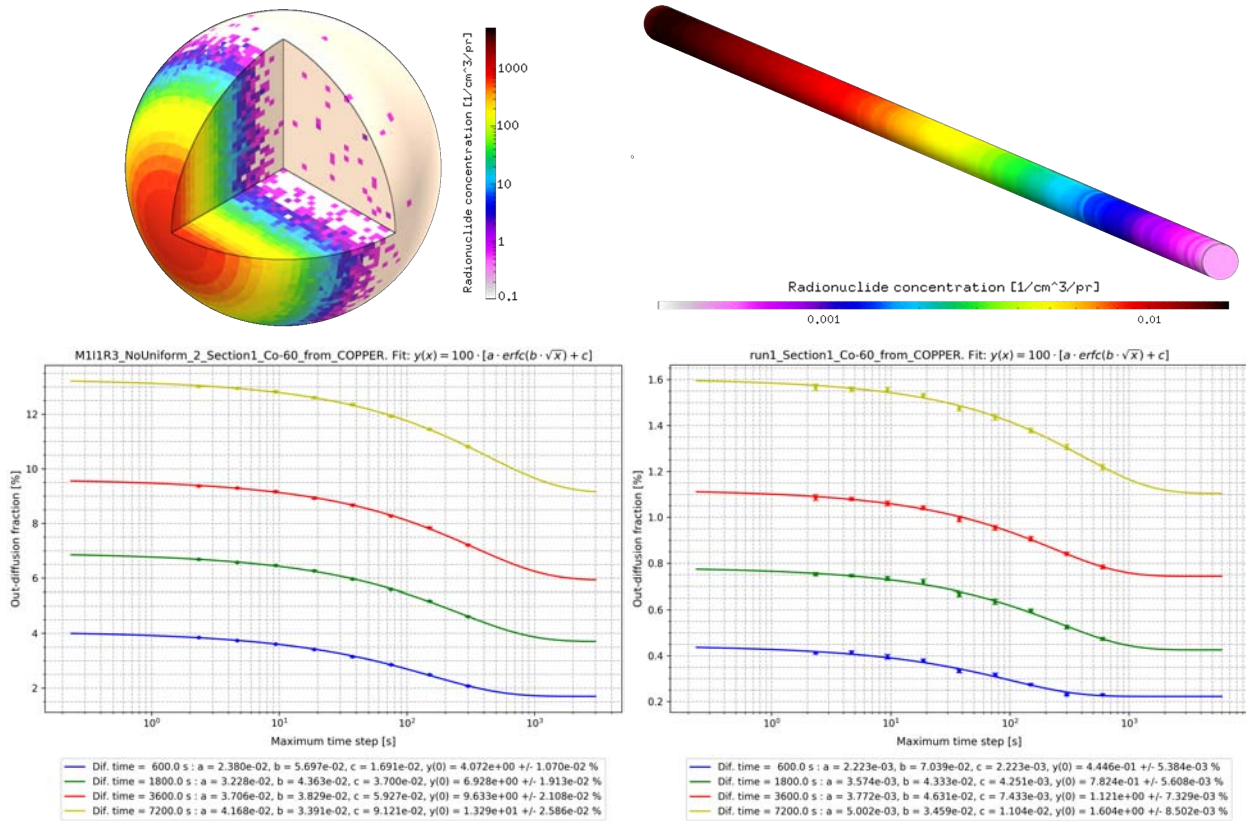 Radionuclide concentration [1/cm^3/pr]
1000
100
10
1
0.1
Radionuclide concentration [1/cm^3/pr]
0.001
0.01
M1I1R3_NoUniform_2_Section1_Co-60_from_COPPER. Fit: y(x) = 100 · [a · erfc(b · √x) + c]
Out-diffusion fraction [%]
12
10
8
6
4
2
10⁰
10¹
10²
10³
Maximum time step [s]
Dif. time = 600.0 s : a = 2.380e-02, b = 5.697e-02, c = 1.691e-02, y(0) = 4.072e+00 +/- 1.070e-02 %
Dif. time = 1800.0 s : a = 3.228e-02, b = 4.363e-02, c = 3.700e-02, y(0) = 6.928e+00 +/- 1.913e-02 %
Dif. time = 3600.0 s : a = 3.706e-02, b = 3.829e-02, c = 5.927e-02, y(0) = 9.633e+00 +/- 2.108e-02 %
Dif. time = 7200.0 s : a = 4.168e-02, b = 3.391e-02, c = 9.121e-02, y(0) = 1.329e+01 +/- 2.586e-02 %
run1_Section1_Co-60_from_COPPER. Fit: y(x) = 100 · [a · erfc(b · √x) + c]
Out-diffusion fraction [%]
1.6
1.4
1.2
1.0
0.8
0.6
0.4
0.2
10⁰
10¹
10²
10³
Maximum time step [s]
Dif. time = 600.0 s : a = 2.223e-03, b = 7.039e-02, c = 2.223e-03, y(0) = 4.446e-01 +/- 5.384e-03 %
Dif. time = 1800.0 s : a = 3.574e-03, b = 4.333e-02, c = 4.251e-03, y(0) = 7.824e-01 +/- 5.608e-03 %
Dif. time = 3600.0 s : a = 3.772e-03, b = 4.631e-02, c = 7.433e-03, y(0) = 1.121e+00 +/- 7.329e-03 %
Dif. time = 7200.0 s : a = 5.002e-03, b = 3.459e-02, c = 1.104e-02, y(0) = 1.604e+00 +/- 8.502e-03 %